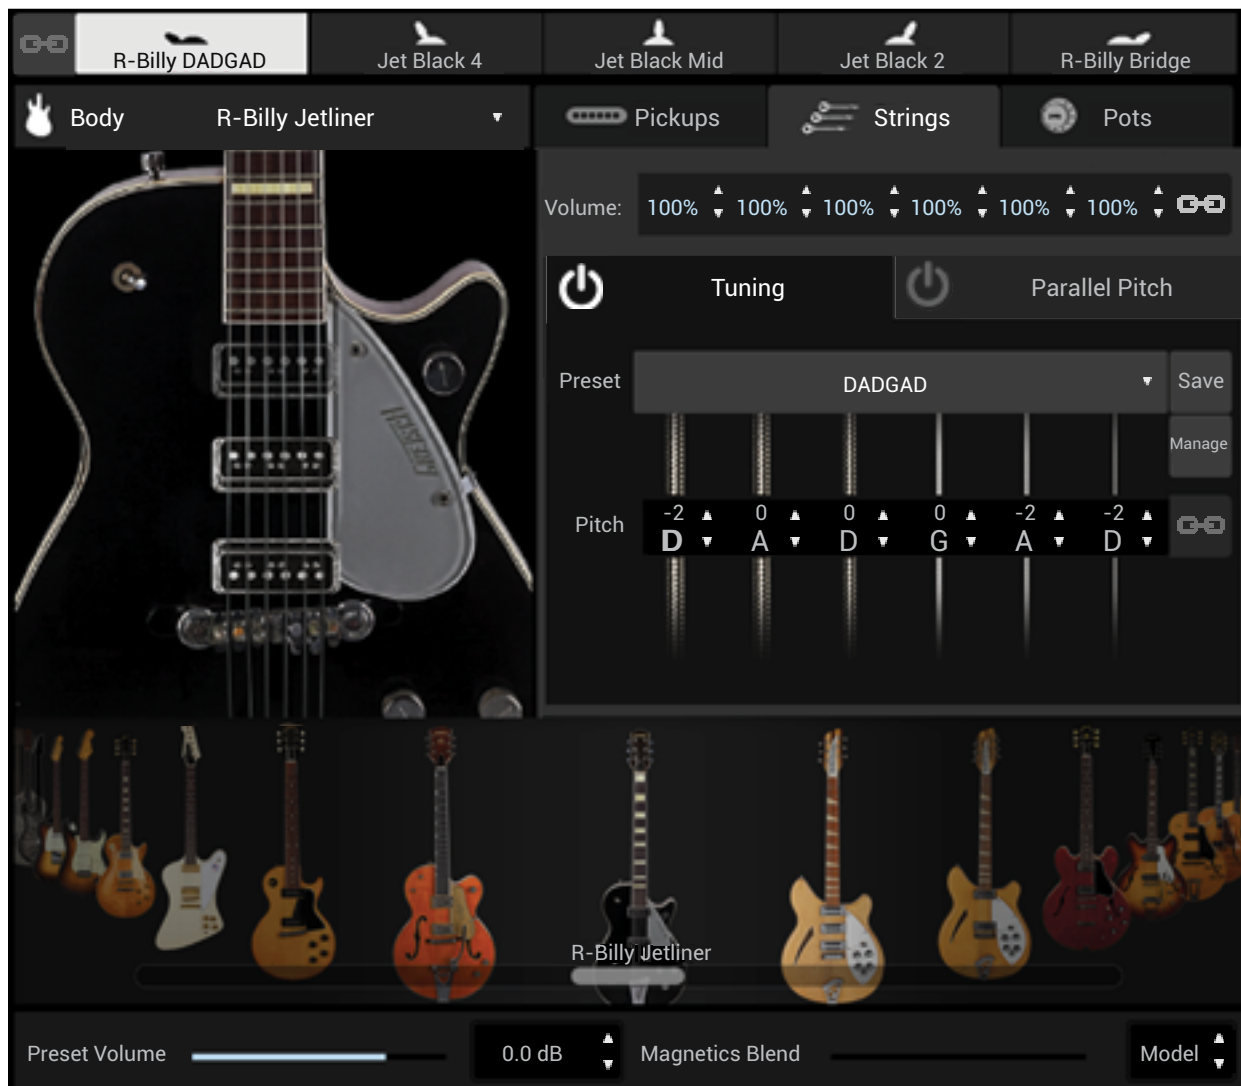 R-Billy DADGAD
Jet Black 4
Jet Black Mid
Jet Black 2
R-Billy Bridge
Body R-Billy Jetliner
Pickups
Strings
Pots
Volume: 100% 100% 100% 100% 100% 100%
Tuning
Parallel Pitch
Preset DADGAD Save
Manage
GRETSCH
-2 0 0 0 -2 -2
Pitch
D A D G A D
R-Billy Jetliner
Preset Volume 0.0 dB Magnetics Blend Model